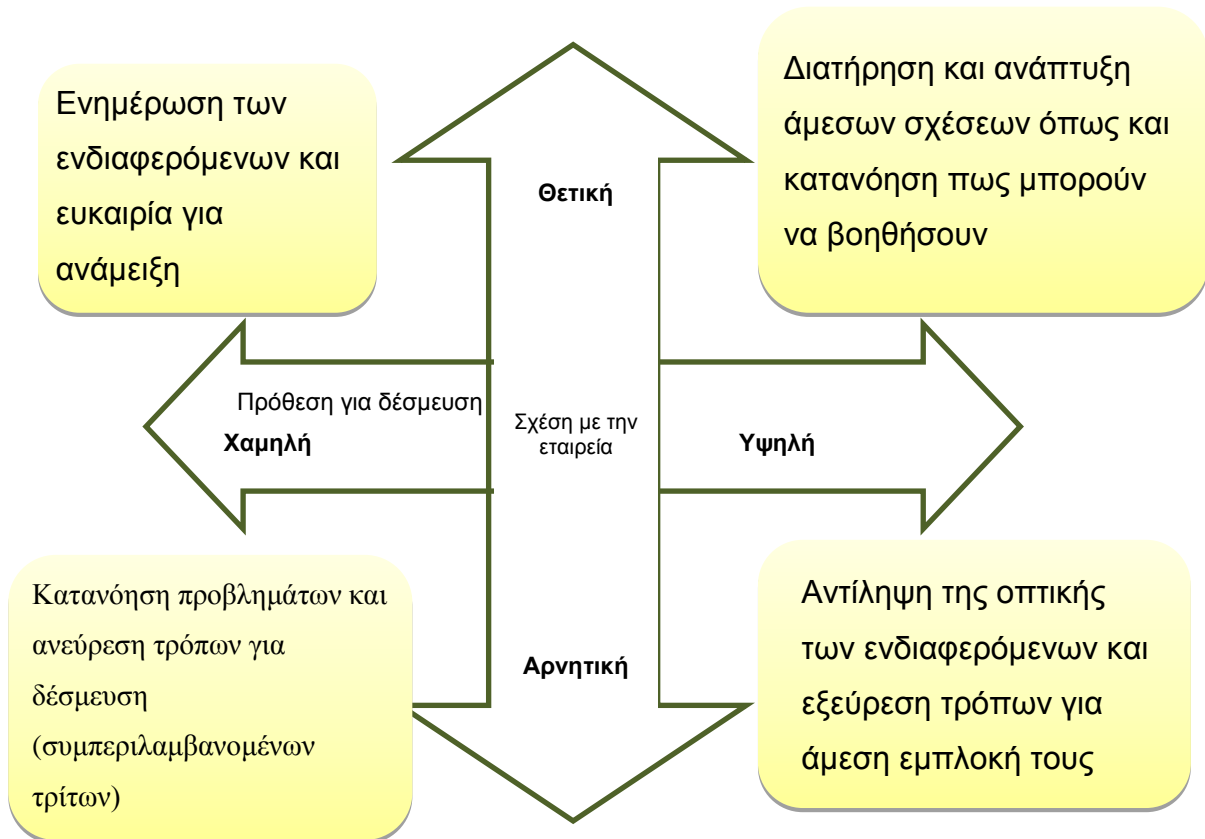 Ενημέρωση των
ενδιαφερόμενων και
ευκαιρία για
ανάμειξη
Διατήρηση και ανάπτυξη
άμεσων σχέσεων όπως και
κατανόηση πως μπορούν
να βοηθήσουν
Θετική
Πρόθεση για δέσμευση
Χαμηλή
Σχέση με την
εταιρεία
Υψηλή
Κατανόηση προβλημάτων και
ανεύρεση τρόπων για
δέσμευση
(συμπεριλαμβανομένων
τρίτων)
Αρνητική
Αντίληψη της οπτικής
των ενδιαφερόμενων και
εξεύρεση τρόπων για
άμεση εμπλοκή τους